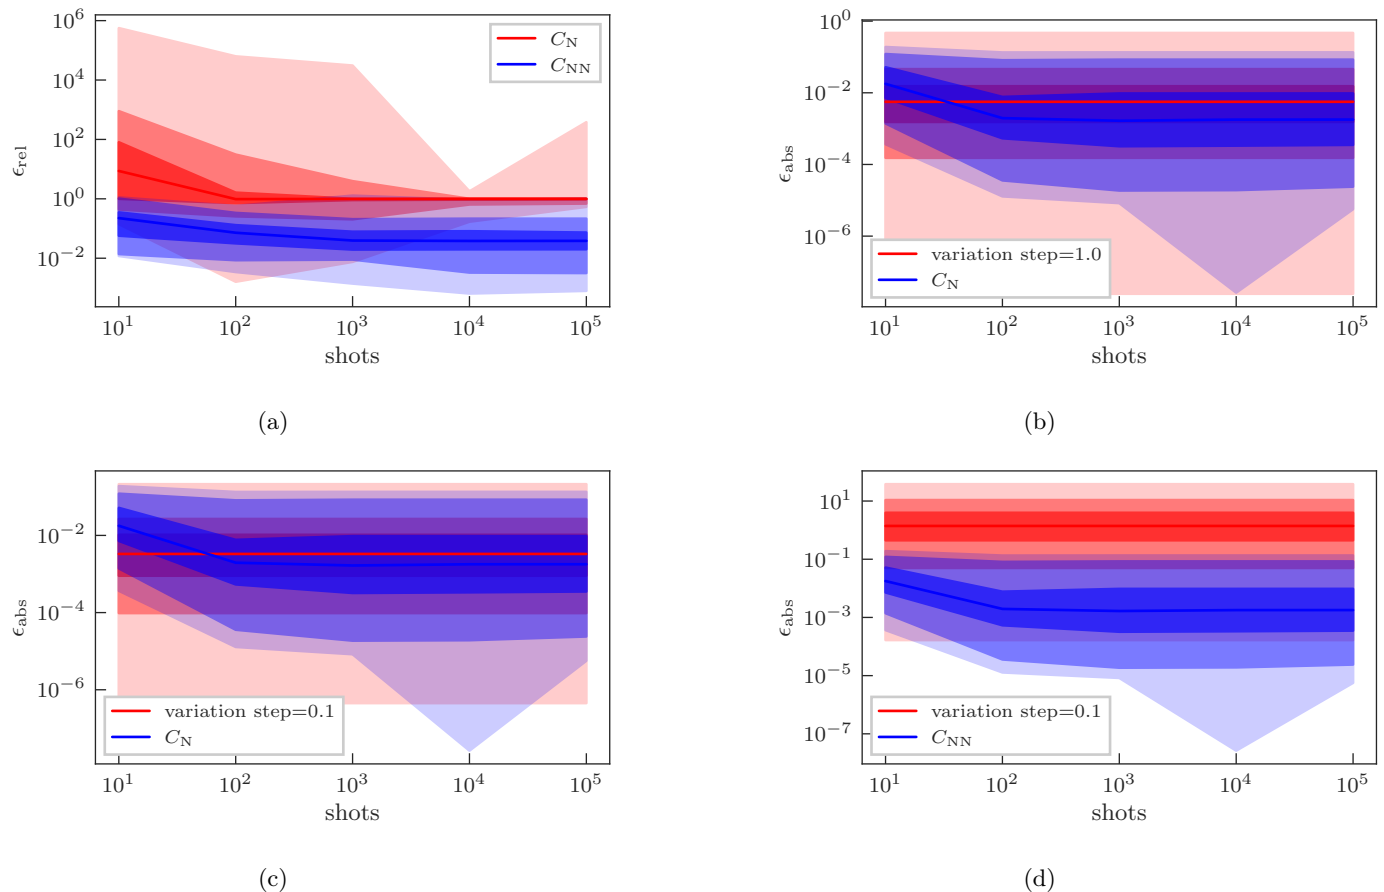 10^6
10^4
10^2
10^0
10^−2
ϵ_rel
C_N
C_NN
10^1 10^2 10^3 10^4 10^5
shots
(a)
10^0
10^−2
10^−4
10^−6
ϵ_abs
variation step=1.0
C_N
10^1 10^2 10^3 10^4 10^5
shots
(b)
10^−2
10^−4
10^−6
ϵ_abs
variation step=0.1
C_N
10^1 10^2 10^3 10^4 10^5
shots
(c)
10^1
10^−1
10^−3
10^−5
10^−7
ϵ_abs
variation step=0.1
C_NN
10^1 10^2 10^3 10^4 10^5
shots
(d)